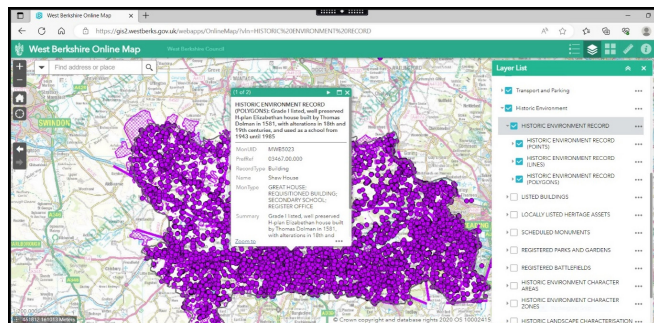 West Berkshire Online Map
https://gis2.westberks.gov.uk/webapps/OnlineMap/?sln=HISTORIC%20ENVIRONMENT%20RECORD
West Berkshire Online Map
West Berkshire Council
Find address or place
Layer List
(1 of 2)
HISTORIC ENVIRONMENT RECORD
(POLYGONS): Grade I listed, well preserved
H-plan Elizabethan house built by Thomas
Dolman in 1581, with alterations in 18th and
19th centuries, and used as a school from
1943 until 1985
MonUID MWB5023
PrefRef 03467.00.000
RecordType Building
Name Shaw House
MonType GREAT HOUSE;
REQUISITIONED BUILDING;
SECONDARY SCHOOL;
REGISTER OFFICE
Summary Grade I listed, well preserved
H-plan Elizabethan house built
by Thomas Dolman in 1581,
with alterations in 18th and
Zoom to
Transport and Parking
Historic Environment
HISTORIC ENVIRONMENT RECORD
HISTORIC ENVIRONMENT RECORD
(POINTS)
HISTORIC ENVIRONMENT RECORD
(LINES)
HISTORIC ENVIRONMENT RECORD
(POLYGONS)
LISTED BUILDINGS
LOCALLY LISTED HERITAGE ASSETS
SCHEDULED MONUMENTS
REGISTERED PARKS AND GARDENS
REGISTERED BATTLEFIELDS
HISTORIC ENVIRONMENT CHARACTER
AREAS
HISTORIC ENVIRONMENT CHARACTER
ZONES
HISTORIC LANDSCAPE CHARACTERISATION
SWINDON
© Crown copyright and database rights 2020 OS 10002415